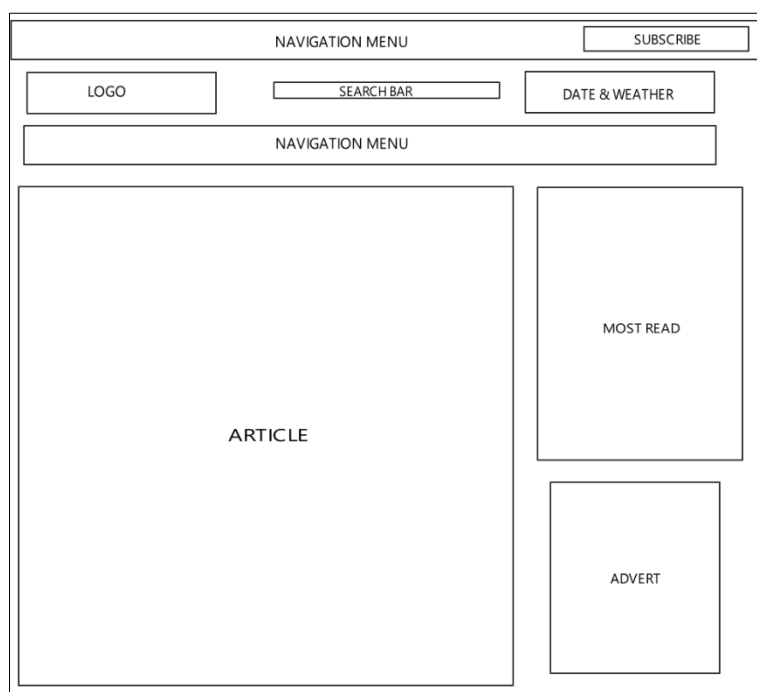 NAVIGATION MENU
SUBSCRIBE
LOGO
SEARCH BAR
DATE & WEATHER
NAVIGATION MENU
MOST READ
ARTICLE
ADVERT